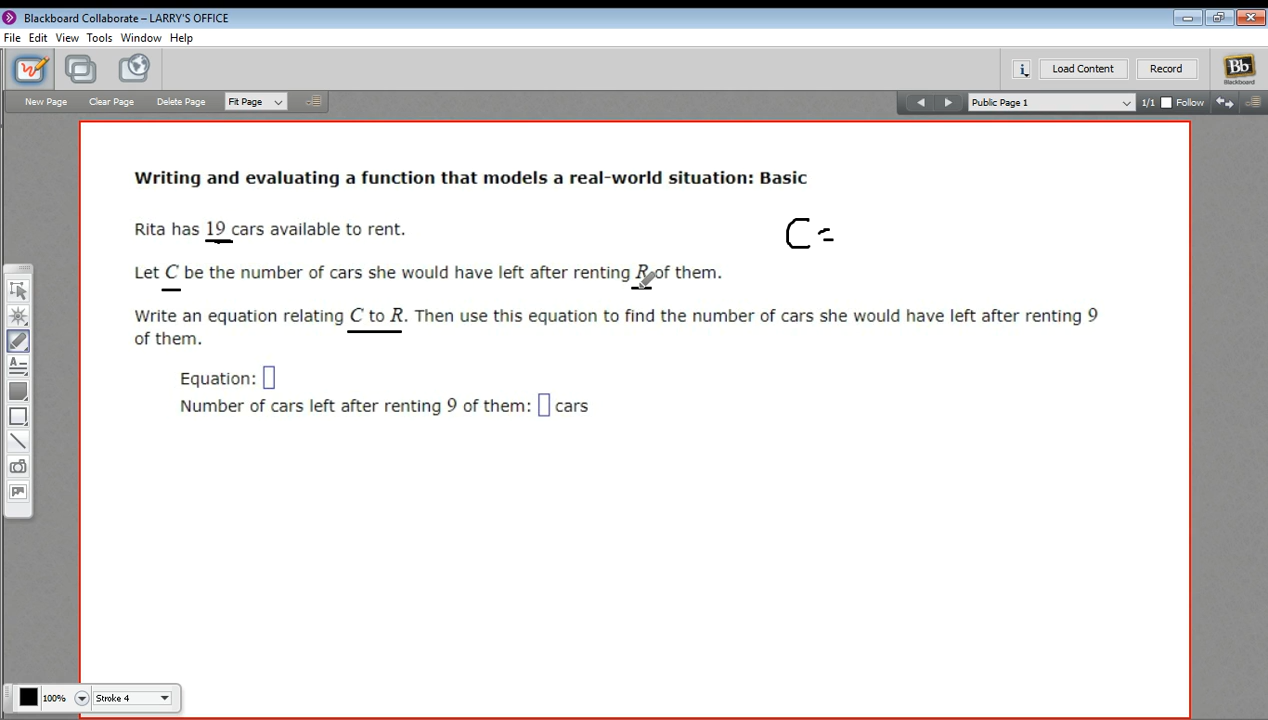 Blackboard Collaborate – LARRY'S OFFICE
File Edit View Tools Window Help
i Load Content Record Bb Blackboard
New Page Clear Page Delete Page Fit Page Public Page 1 1/1 Follow
Writing and evaluating a function that models a real-world situation: Basic
Rita has 19 cars available to rent.
C=
Let C be the number of cars she would have left after renting R of them.
Write an equation relating C to R. Then use this equation to find the number of cars she would have left after renting 9
of them.
Equation:
Number of cars left after renting 9 of them: cars
100% Stroke 4